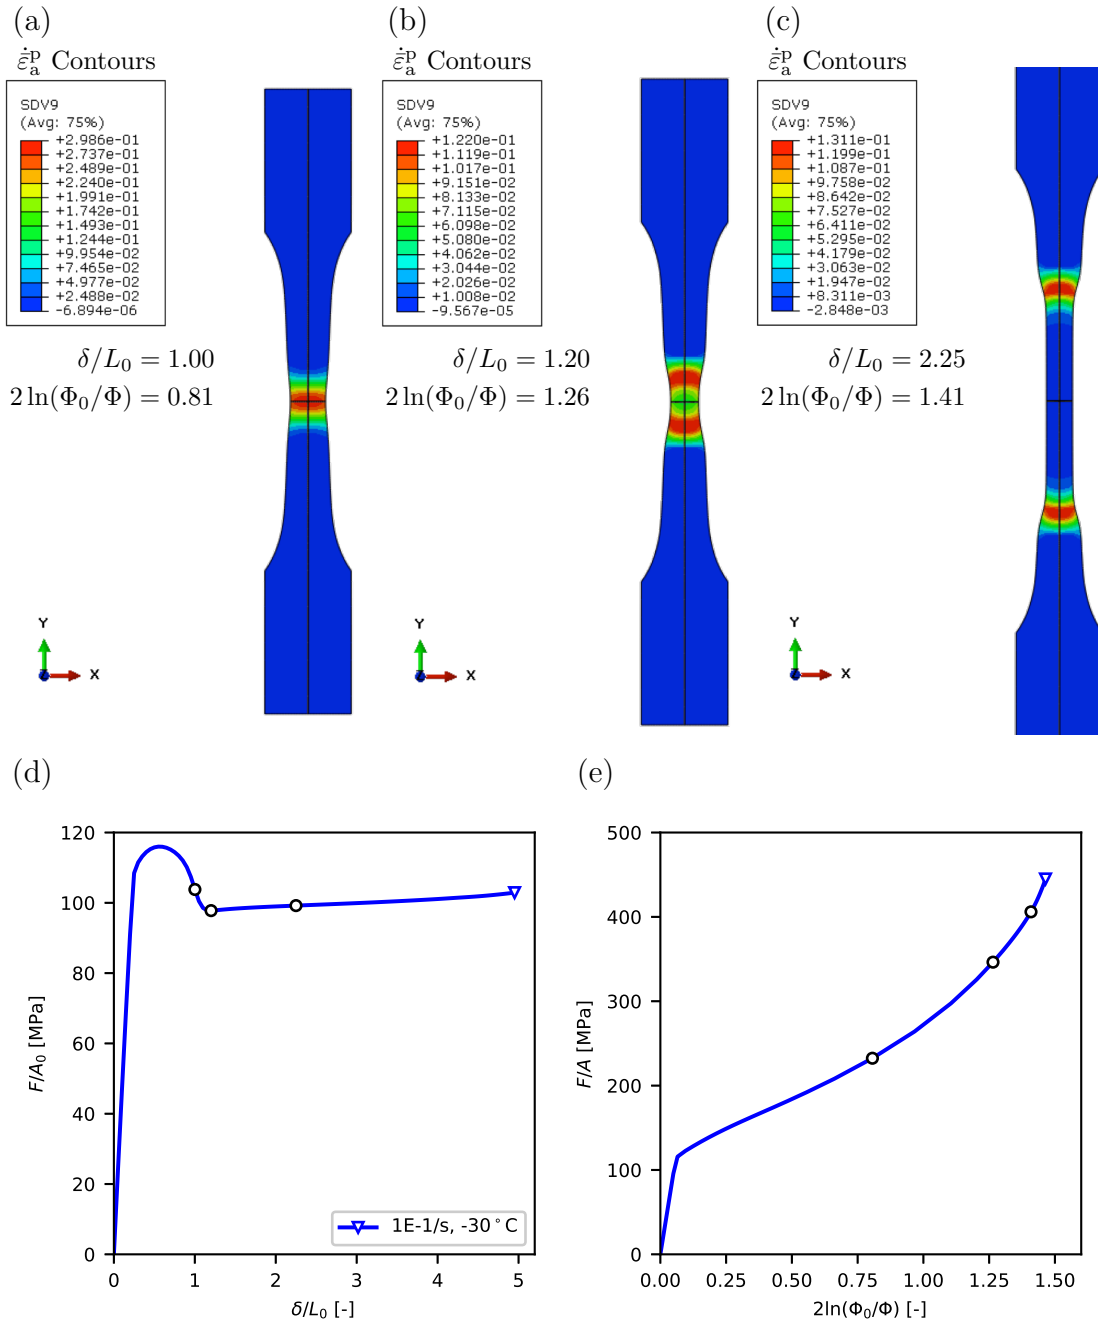 (a)
ε̇̄ₐᵖ Contours
SDV9
(Avg: 75%)
+2.986e-01
+2.737e-01
+2.489e-01
+2.240e-01
+1.991e-01
+1.742e-01
+1.493e-01
+1.244e-01
+9.954e-02
+7.465e-02
+4.977e-02
+2.488e-02
-6.894e-06
δ/L₀ = 1.00
2 ln(Φ₀/Φ) = 0.81
Y
X
Z
(b)
ε̇̄ₐᵖ Contours
SDV9
(Avg: 75%)
+1.220e-01
+1.119e-01
+1.017e-01
+9.151e-02
+8.133e-02
+7.115e-02
+6.098e-02
+5.080e-02
+4.062e-02
+3.044e-02
+2.026e-02
+1.008e-02
-9.567e-05
δ/L₀ = 1.20
2 ln(Φ₀/Φ) = 1.26
Y
X
Z
(c)
ε̇̄ₐᵖ Contours
SDV9
(Avg: 75%)
+1.311e-01
+1.199e-01
+1.087e-01
+9.758e-02
+8.642e-02
+7.527e-02
+6.411e-02
+5.295e-02
+4.179e-02
+3.063e-02
+1.947e-02
+8.311e-03
-2.848e-03
δ/L₀ = 2.25
2 ln(Φ₀/Φ) = 1.41
Y
X
Z
(d)
120
100
80
60
40
20
0
F/A₀ [MPa]
1E-1/s, -30°C
0 1 2 3 4 5
δ/L₀ [-]
(e)
500
400
300
200
100
0
F/A [MPa]
0.00 0.25 0.50 0.75 1.00 1.25 1.50
2ln(Φ₀/Φ) [-]